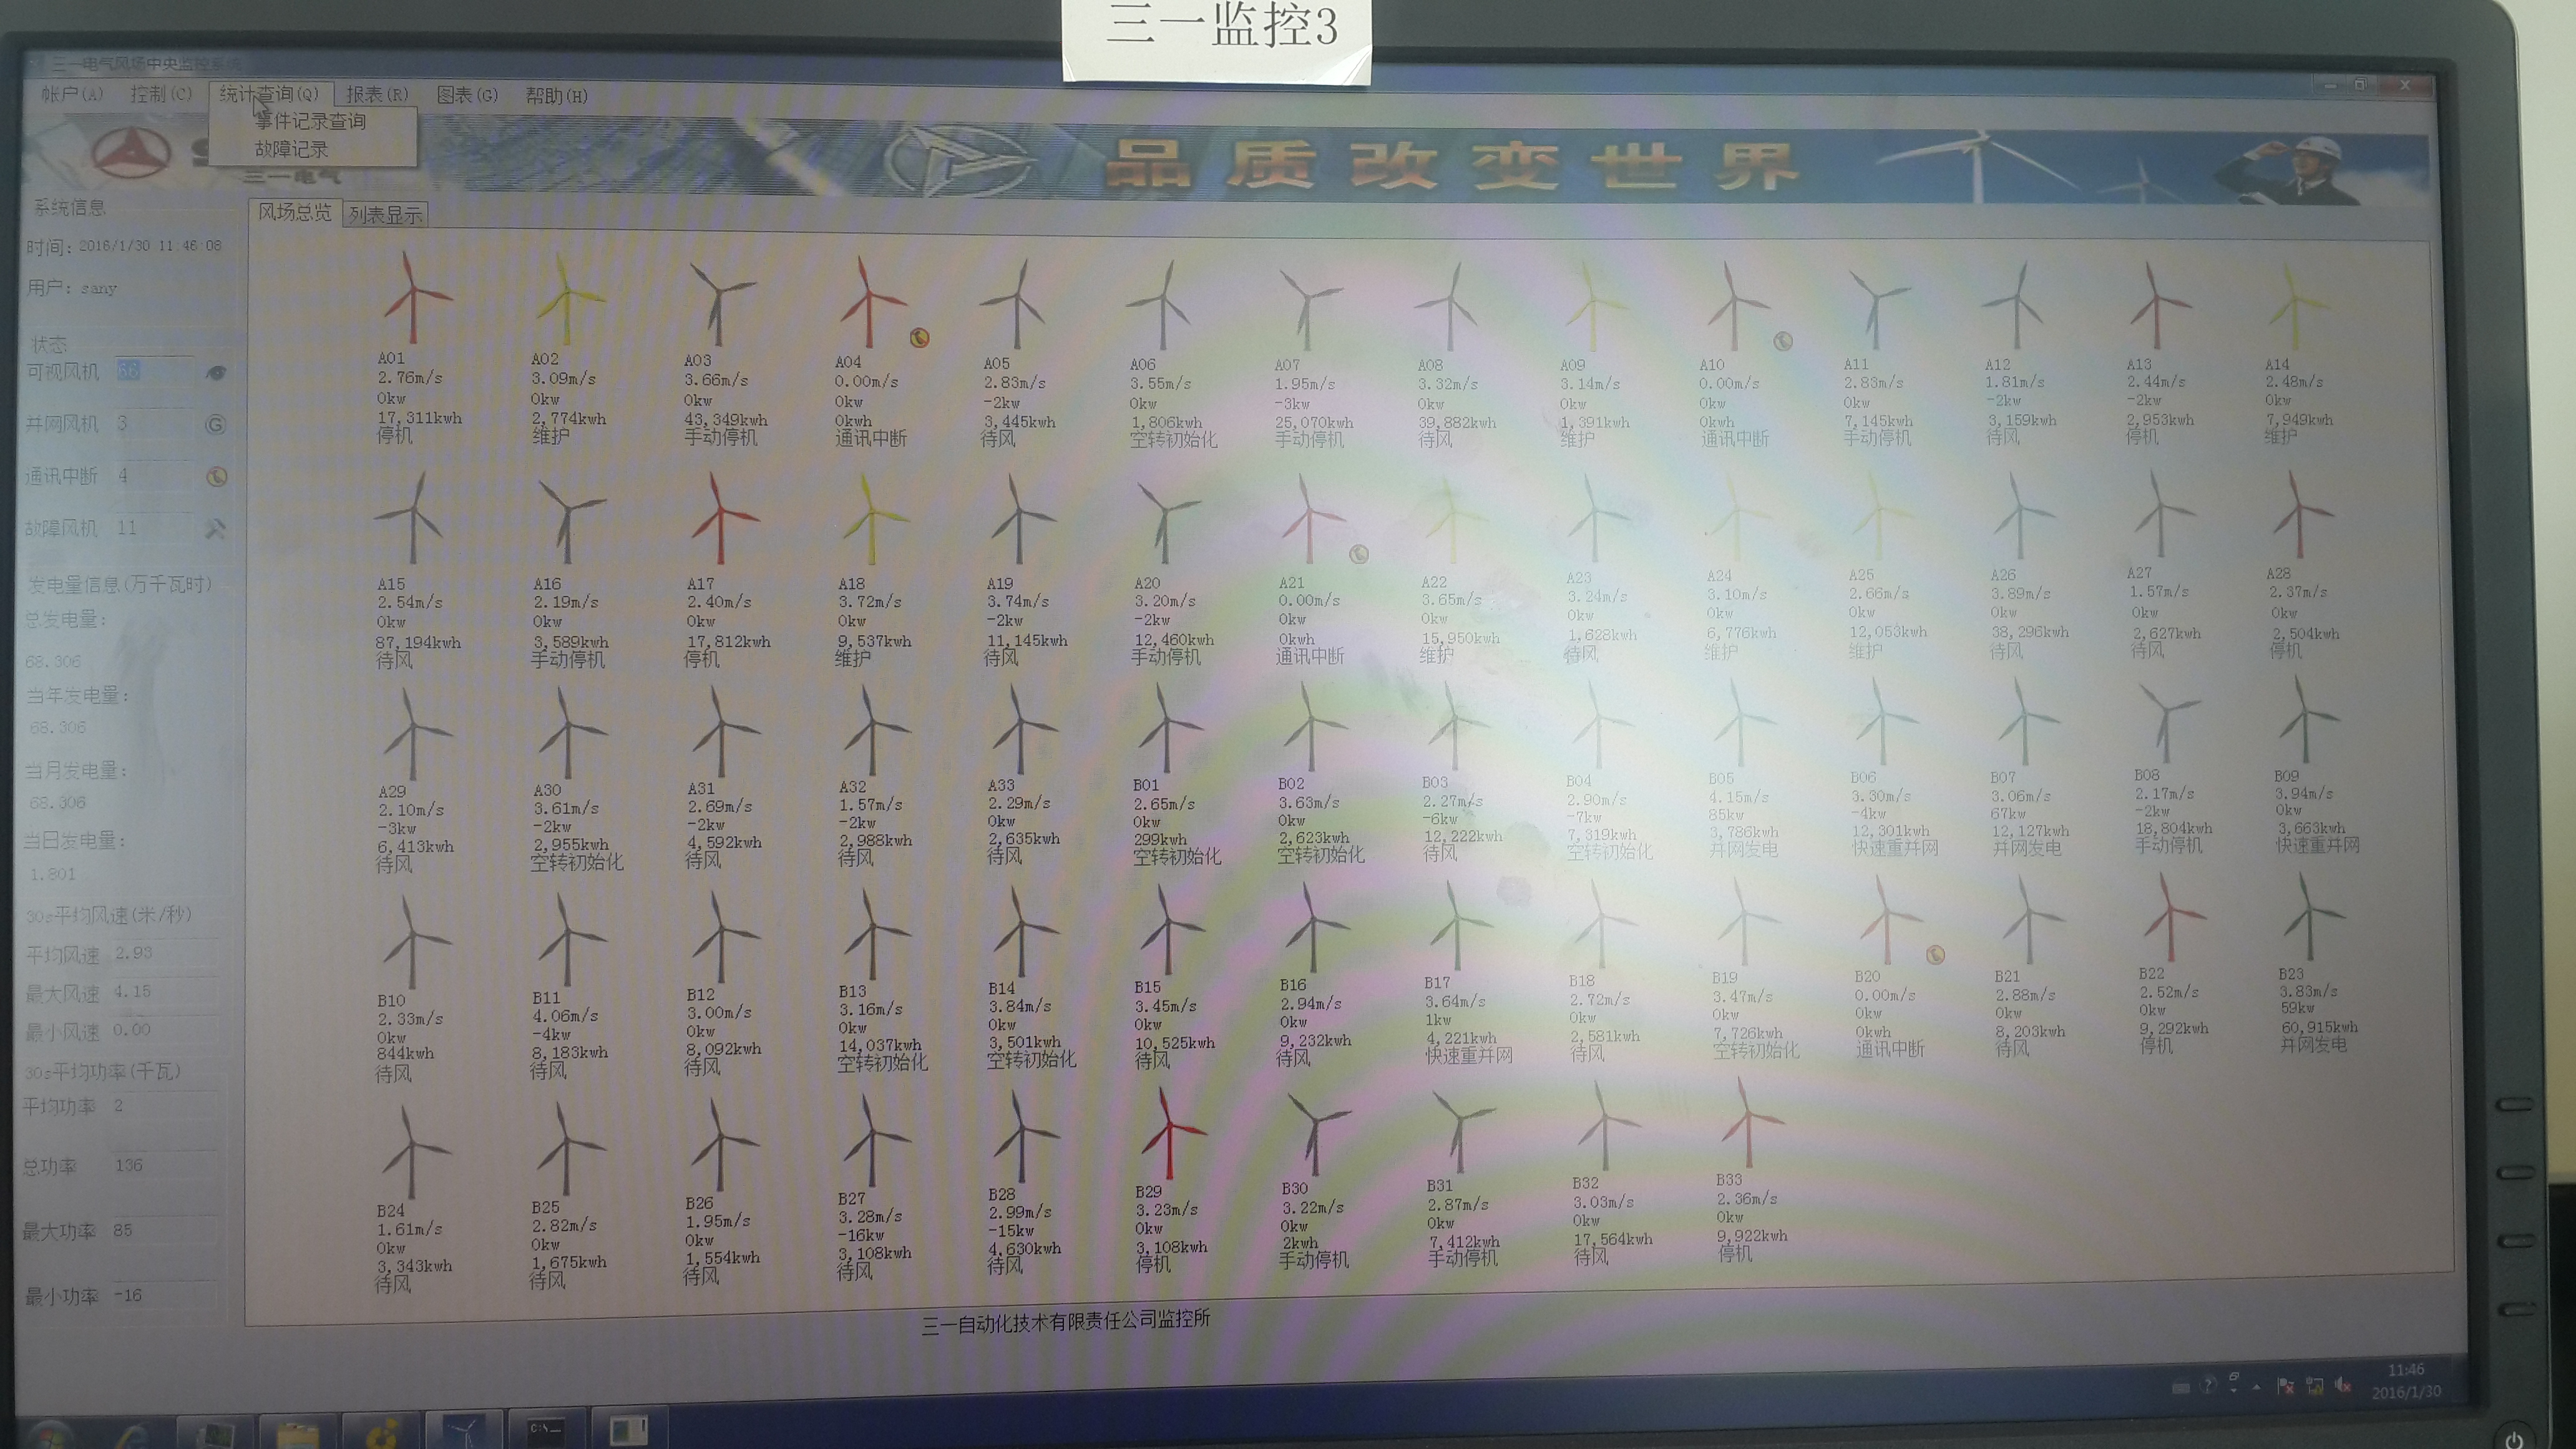 三一监控3
三一电气风场中央监控系统
帐户(A) 控制(C) 统计查询(Q) 报表(R) 图表(G) 帮助(H)
事件记录查询
故障记录
三一电气
品质改变世界
风场总览 列表显示
系统信息
时间: 2016/1/30 11:46:08
用户: sany
状态
可视风机 66
并网风机 3
通讯中断 4
故障风机 11
发电量信息(万千瓦时)
总发电量:
68.306
当年发电量:
68.306
当月发电量:
68.306
当日发电量:
1.801
30s平均风速(米/秒)
平均风速 2.93
最大风速 4.15
最小风速 0.00
30s平均功率(千瓦)
平均功率 2
总功率 136
最大功率 85
最小功率 -16
A01 A02 A03 A04 A05 A06 A07 A08 A09 A10 A11 A12 A13 A14
2.76m/s 3.09m/s 3.66m/s 0.00m/s 2.83m/s 3.55m/s 1.95m/s 3.32m/s 3.14m/s 0.00m/s 2.83m/s 1.81m/s 2.44m/s 2.48m/s
0kw 0kw 0kw 0kw -2kw 0kw -3kw 0kw 0kw 0kw 0kw -2kw -2kw 0kw
17,311kwh 2,774kwh 43,349kwh 0kwh 3,445kwh 1,806kwh 25,070kwh 39,882kwh 1,391kwh 0kwh 7,145kwh 3,159kwh 2,953kwh 7,949kwh
停机 维护 手动停机 通讯中断 待风 空转初始化 手动停机 待风 维护 通讯中断 手动停机 待风 停机 维护
A15 A16 A17 A18 A19 A20 A21 A22 A23 A24 A25 A26 A27 A28
2.54m/s 2.19m/s 2.40m/s 3.72m/s 3.74m/s 3.20m/s 0.00m/s 3.65m/s 3.24m/s 3.10m/s 2.66m/s 3.89m/s 1.57m/s 2.37m/s
0kw 0kw 0kw 0kw -2kw -2kw 0kw 0kw 0kw 0kw 0kw 0kw 0kw 0kw
87,194kwh 3,589kwh 17,812kwh 9,537kwh 11,145kwh 12,460kwh 0kwh 15,950kwh 1,628kwh 6,776kwh 12,053kwh 38,296kwh 2,627kwh 2,504kwh
待风 手动停机 停机 维护 待风 手动停机 通讯中断 维护 待风 维护 维护 待风 待风 停机
A29 A30 A31 A32 A33 B01 B02 B03 B04 B05 B06 B07 B08 B09
2.10m/s 3.61m/s 2.69m/s 1.57m/s 2.29m/s 2.65m/s 3.63m/s 2.27m/s 2.90m/s 4.15m/s 3.30m/s 3.06m/s 2.17m/s 3.94m/s
-3kw -2kw -2kw -2kw 0kw 0kw 0kw -6kw -7kw 85kw -4kw 67kw -2kw 0kw
6,413kwh 2,955kwh 4,592kwh 2,988kwh 2,635kwh 299kwh 2,623kwh 12,222kwh 7,319kwh 3,786kwh 12,301kwh 12,127kwh 18,804kwh 3,663kwh
待风 空转初始化 待风 待风 待风 空转初始化 空转初始化 待风 空转初始化 并网发电 快速重并网 并网发电 手动停机 快速重并网
B10 B11 B12 B13 B14 B15 B16 B17 B18 B19 B20 B21 B22 B23
2.33m/s 4.06m/s 3.00m/s 3.16m/s 3.84m/s 3.45m/s 2.94m/s 3.64m/s 2.72m/s 3.47m/s 0.00m/s 2.88m/s 2.52m/s 3.83m/s
0kw -4kw 0kw 0kw 0kw 0kw 0kw 1kw 0kw 0kw 0kw 0kw 0kw 59kw
844kwh 8,183kwh 8,092kwh 14,037kwh 3,501kwh 10,525kwh 9,232kwh 4,221kwh 2,581kwh 7,726kwh 0kwh 8,203kwh 9,292kwh 60,915kwh
待风 待风 待风 空转初始化 空转初始化 待风 待风 快速重并网 待风 空转初始化 通讯中断 待风 停机 并网发电
B24 B25 B26 B27 B28 B29 B30 B31 B32 B33
1.61m/s 2.82m/s 1.95m/s 3.28m/s 2.99m/s 3.23m/s 3.22m/s 2.87m/s 3.03m/s 2.36m/s
0kw 0kw 0kw -16kw -15kw 0kw 0kw 0kw 0kw 0kw
3,343kwh 1,675kwh 1,554kwh 3,108kwh 4,630kwh 3,108kwh 2kwh 7,412kwh 17,564kwh 9,922kwh
待风 待风 待风 待风 待风 停机 手动停机 手动停机 待风 停机
三一自动化技术有限责任公司监控所
11:46
2016/1/30